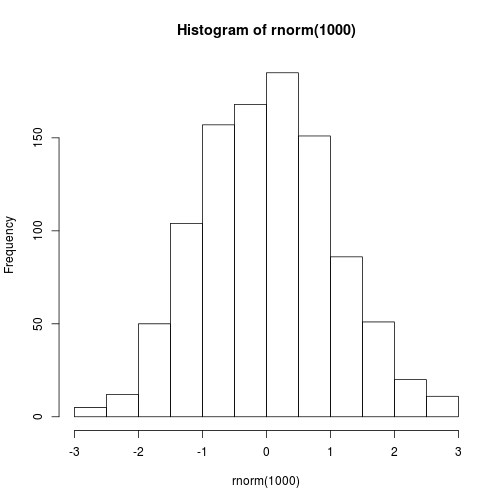 Histogram of rnorm(1000)
Frequency
150
100
50
0
-3 -2 -1 0 1 2 3
rnorm(1000)